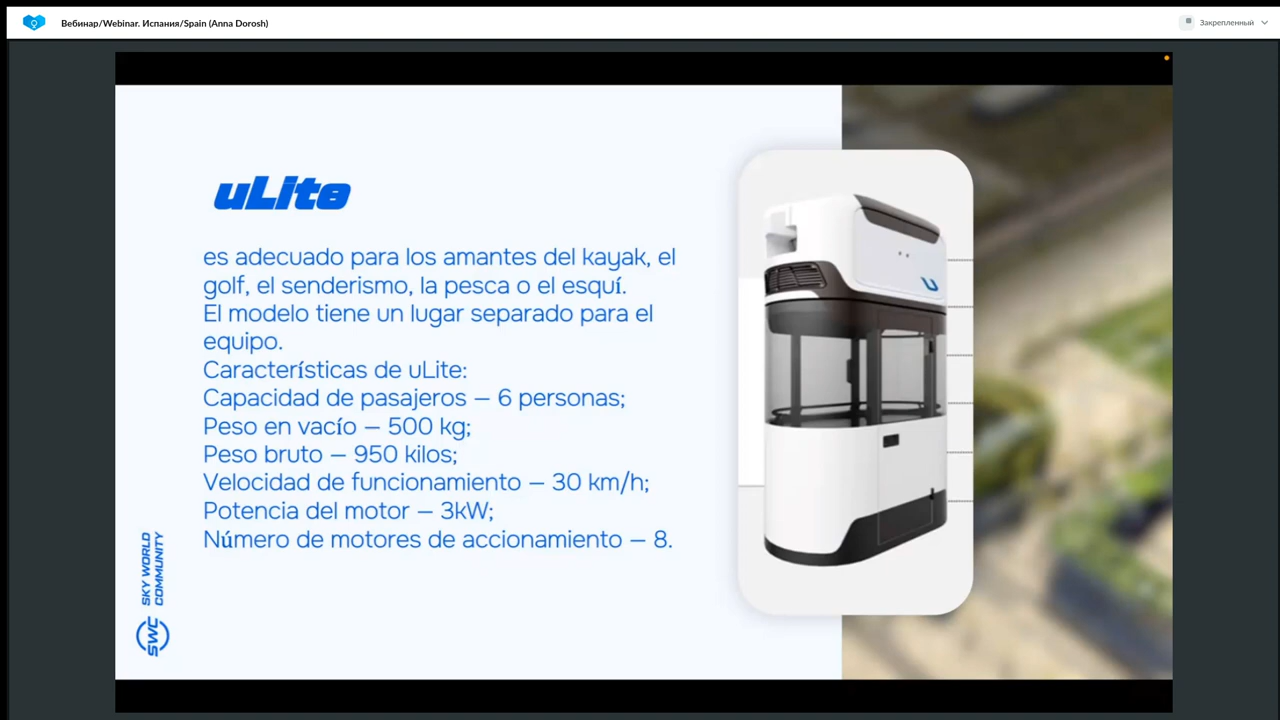 Вебинар/Webinar. Испания/Spain (Anna Dorosh)
Закрепленный
uLite
es adecuado para los amantes del kayak, el
golf, el senderismo, la pesca o el esquí.
El modelo tiene un lugar separado para el
equipo.
Características de uLite:
Capacidad de pasajeros — 6 personas;
Peso en vacío — 500 kg;
Peso bruto — 950 kilos;
Velocidad de funcionamiento — 30 km/h;
Potencia del motor — 3kW;
Número de motores de accionamiento — 8.
SKY WORLD
COMMUNITY
SWC